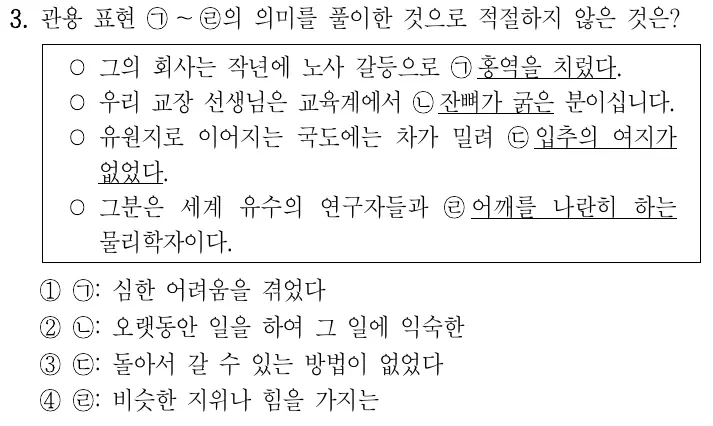 3. 관용 표현 ㉠ ~ ㉣의 의미를 풀이한 것으로 적절하지 않은 것은?
○ 그의 회사는 작년에 노사 갈등으로 ㉠홍역을 치렀다.
○ 우리 교장 선생님은 교육계에서 ㉡잔뼈가 굵은 분이십니다.
○ 유원지로 이어지는 국도에는 차가 밀려 ㉢입추의 여지가
없었다.
○ 그분은 세계 유수의 연구자들과 ㉣어깨를 나란히 하는
물리학자이다.
① ㉠: 심한 어려움을 겪었다
② ㉡: 오랫동안 일을 하여 그 일에 익숙한
③ ㉢: 돌아서 갈 수 있는 방법이 없었다
④ ㉣: 비슷한 지위나 힘을 가지는